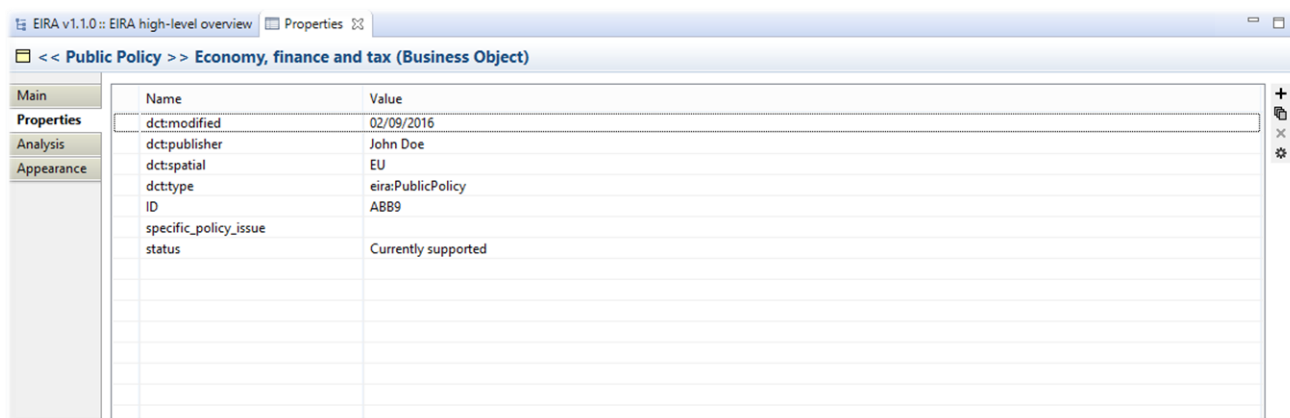 EIRA v1.1.0 :: EIRA high-level overview Properties
<< Public Policy >> Economy, finance and tax (Business Object)
Main
Properties
Analysis
Appearance
Name Value
dct:modified 02/09/2016
dct:publisher John Doe
dct:spatial EU
dct:type eira:PublicPolicy
ID ABB9
specific_policy_issue
status Currently supported